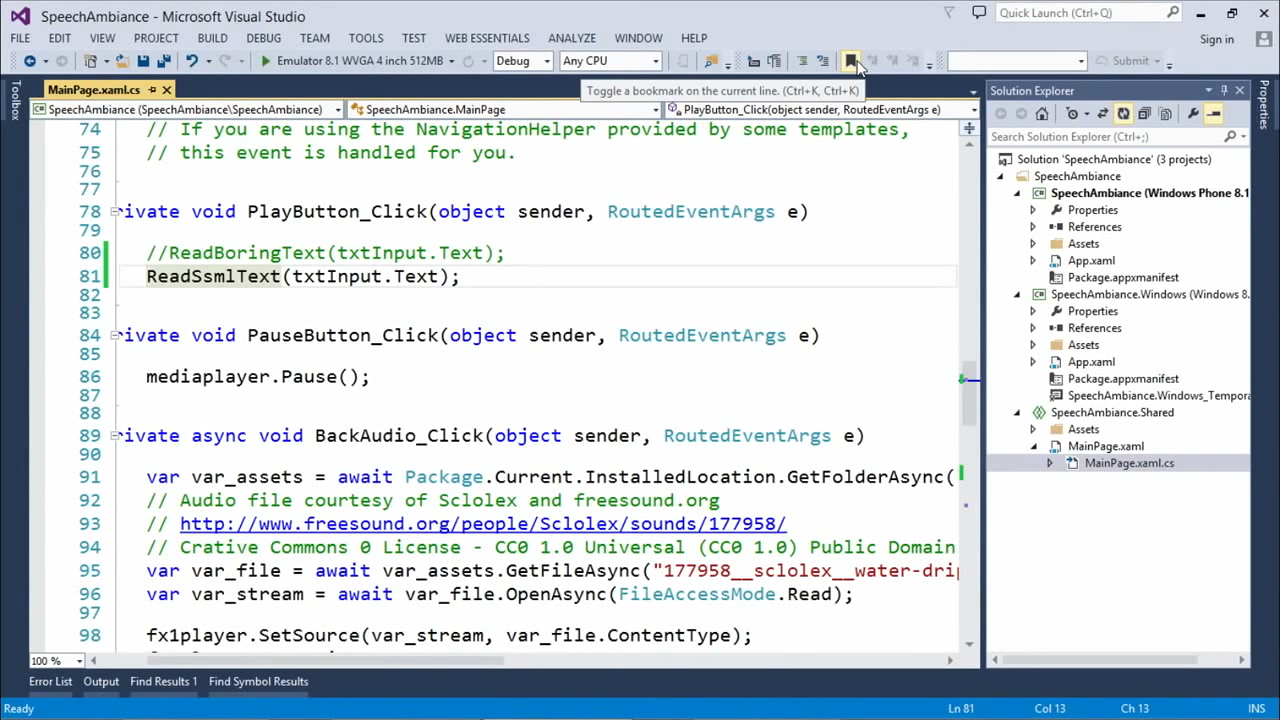 SpeechAmbiance - Microsoft Visual Studio
Quick Launch (Ctrl+Q)
FILE EDIT VIEW PROJECT BUILD DEBUG TEAM TOOLS TEST WEB ESSENTIALS ANALYZE WINDOW HELP
Sign in
Emulator 8.1 WVGA 4 inch 512MB
Debug
Any CPU
Submit
Toolbox
MainPage.xaml.cs
Toggle a bookmark on the current line. (Ctrl+K, Ctrl+K)
SpeechAmbiance (SpeechAmbiance\SpeechAmbiance)
SpeechAmbiance.MainPage
PlayButton_Click(object sender, RoutedEventArgs e)
74 // If you are using the NavigationHelper provided by some templates,
75 // this event is handled for you.
76
77
78 rivate void PlayButton_Click(object sender, RoutedEventArgs e)
79
80 //ReadBoringText(txtInput.Text);
81 ReadSsmlText(txtInput.Text);
82
83
84 rivate void PauseButton_Click(object sender, RoutedEventArgs e)
85
86 mediaplayer.Pause();
87
88
89 rivate async void BackAudio_Click(object sender, RoutedEventArgs e)
90
91 var var_assets = await Package.Current.InstalledLocation.GetFolderAsync(
92 // Audio file courtesy of Sclolex and freesound.org
93 // http://www.freesound.org/people/Sclolex/sounds/177958/
94 // Crative Commons 0 License - CC0 1.0 Universal (CC0 1.0) Public Domain
95 var var_file = await var_assets.GetFileAsync("177958__sclolex__water-drip
96 var var_stream = await var_file.OpenAsync(FileAccessMode.Read);
97
98 fx1player.SetSource(var_stream, var_file.ContentType);
100 %
Solution Explorer
Search Solution Explorer (Ctrl+;)
Solution 'SpeechAmbiance' (3 projects)
SpeechAmbiance
SpeechAmbiance (Windows Phone 8.1
Properties
References
Assets
App.xaml
Package.appxmanifest
SpeechAmbiance.Windows (Windows 8.
Properties
References
Assets
App.xaml
Package.appxmanifest
SpeechAmbiance.Windows_Tempora
SpeechAmbiance.Shared
Assets
MainPage.xaml
MainPage.xaml.cs
Properties
Error List Output Find Results 1 Find Symbol Results
Ready
Ln 81
Col 13
Ch 13
INS